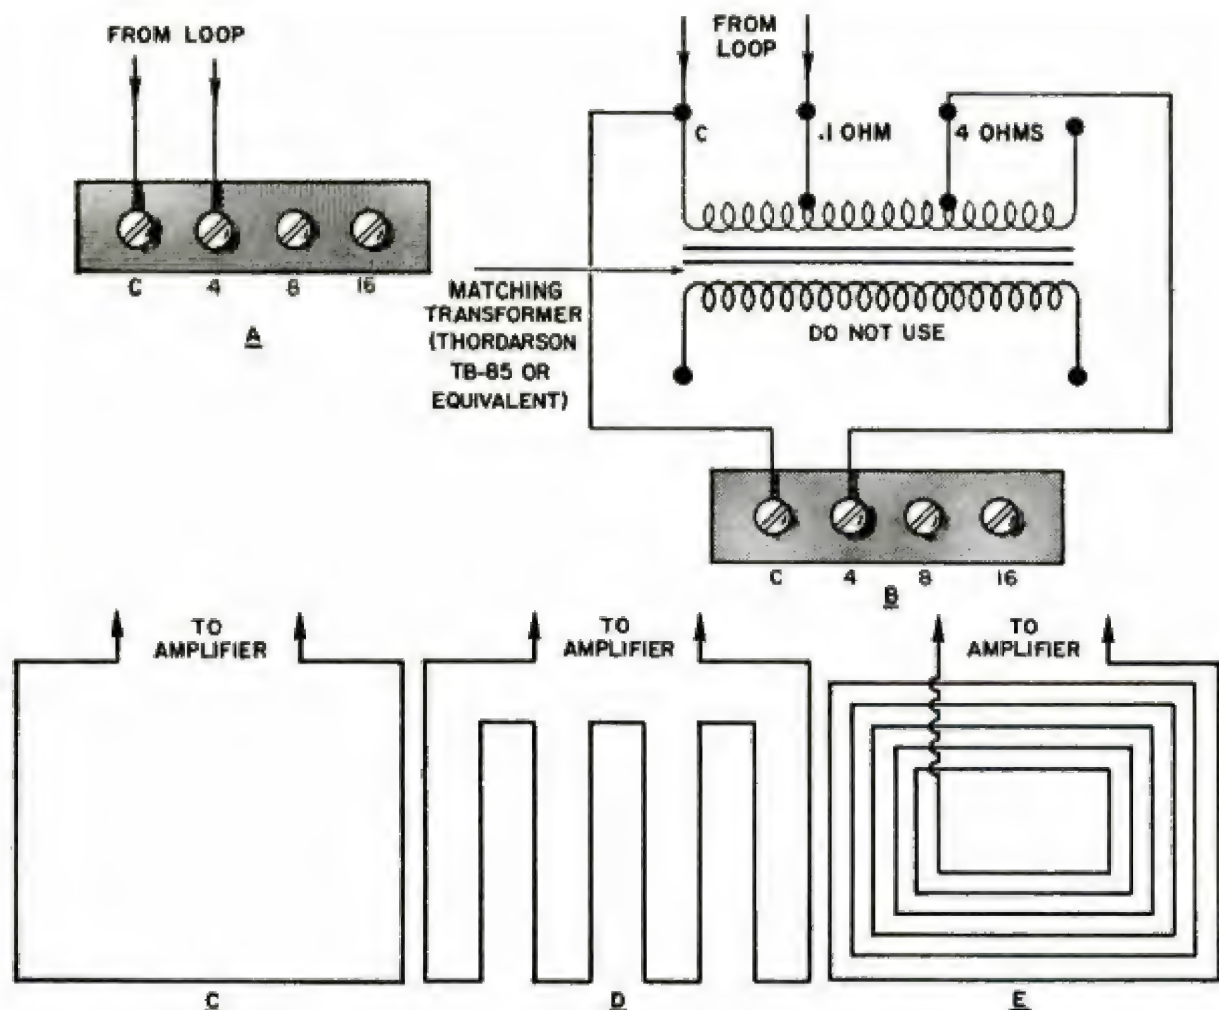 FROM LOOP
C 4 8 16
A
FROM
LOOP
C
.1 OHM
4 OHMS
MATCHING
TRANSFORMER
(THORDARSON
TB-85 OR
EQUIVALENT)
DO NOT USE
C 4 8 16
B
TO
AMPLIFIER
C
TO
AMPLIFIER
D
TO
AMPLIFIER
E